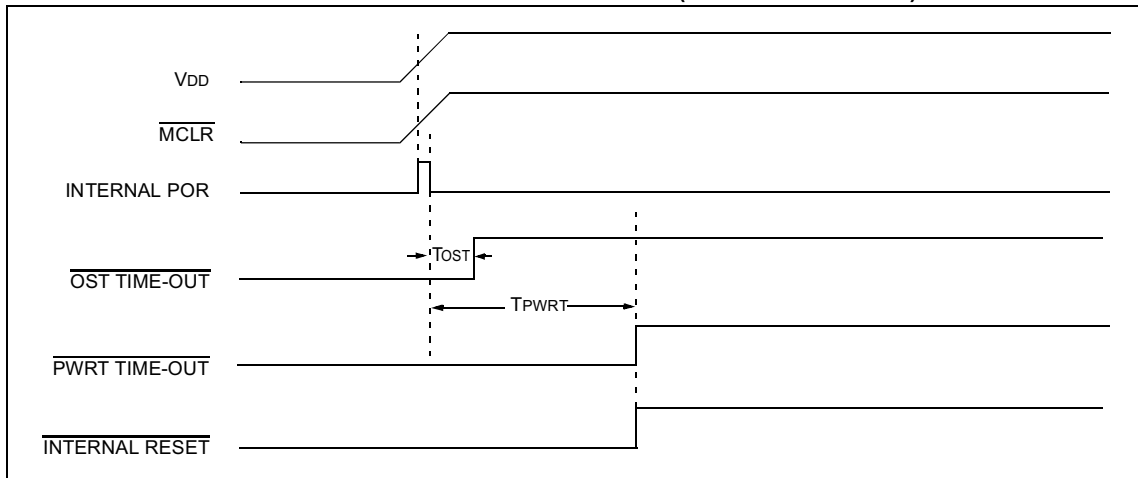 VDD
MCLR
INTERNAL POR
TOST
OST TIME-OUT
TPWRT
PWRT TIME-OUT
INTERNAL RESET